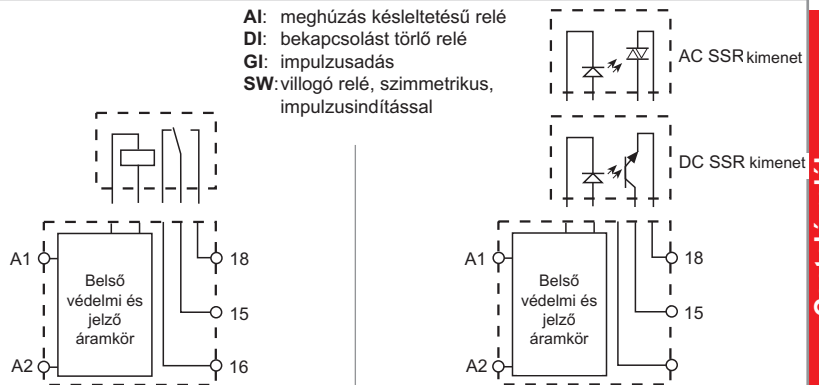 AI: meghúzás késleltetésű relé
DI: bekapcsolást törlő relé
GI: impulzusadás
SW: villogó relé, szimmetrikus,
impulzusindítással
AC SSR kimenet
DC SSR kimenet
A1
Belső
védelmi és
jelző
áramkör
A2
18
15
16
A1
Belső
védelmi és
jelző
áramkör
A2
18
15